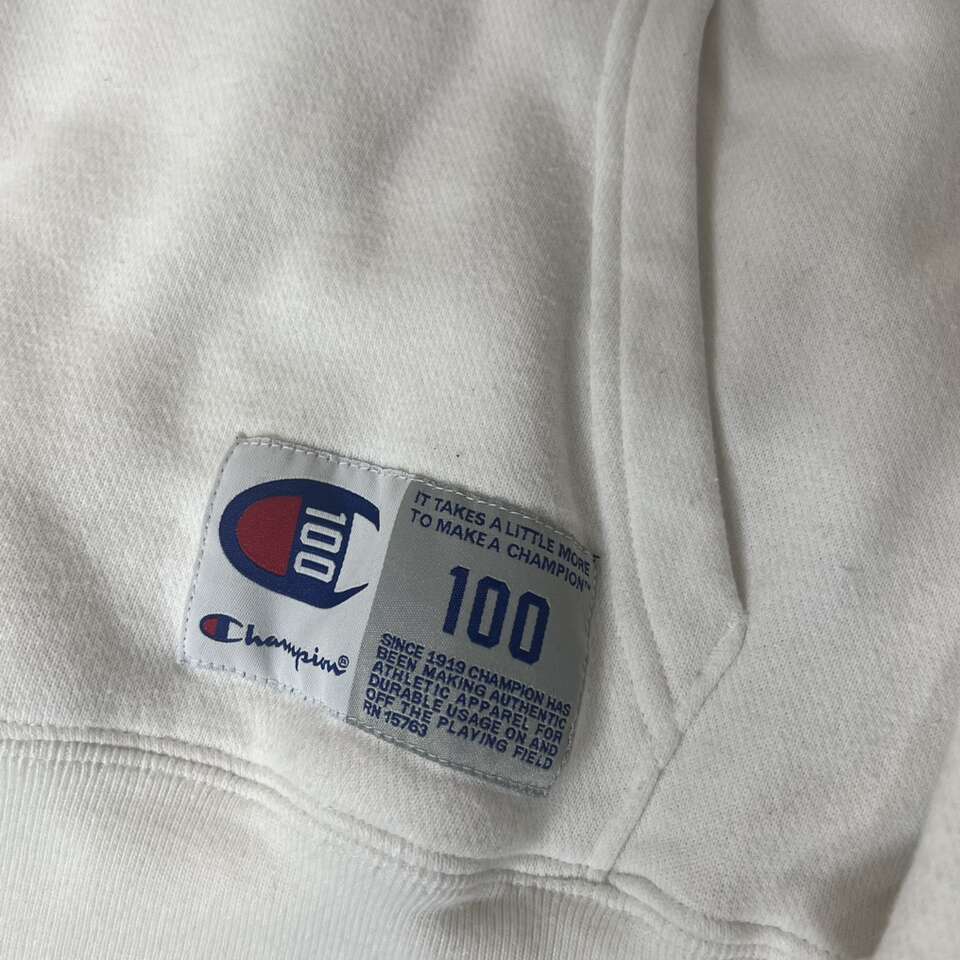 100
Champion®
IT TAKES A LITTLE MORE
TO MAKE A CHAMPION™
100
SINCE 1919 CHAMPION HAS
BEEN MAKING AUTHENTIC
ATHLETIC APPAREL FOR
DURABLE USAGE ON AND
OFF THE PLAYING FIELD
RN 15763